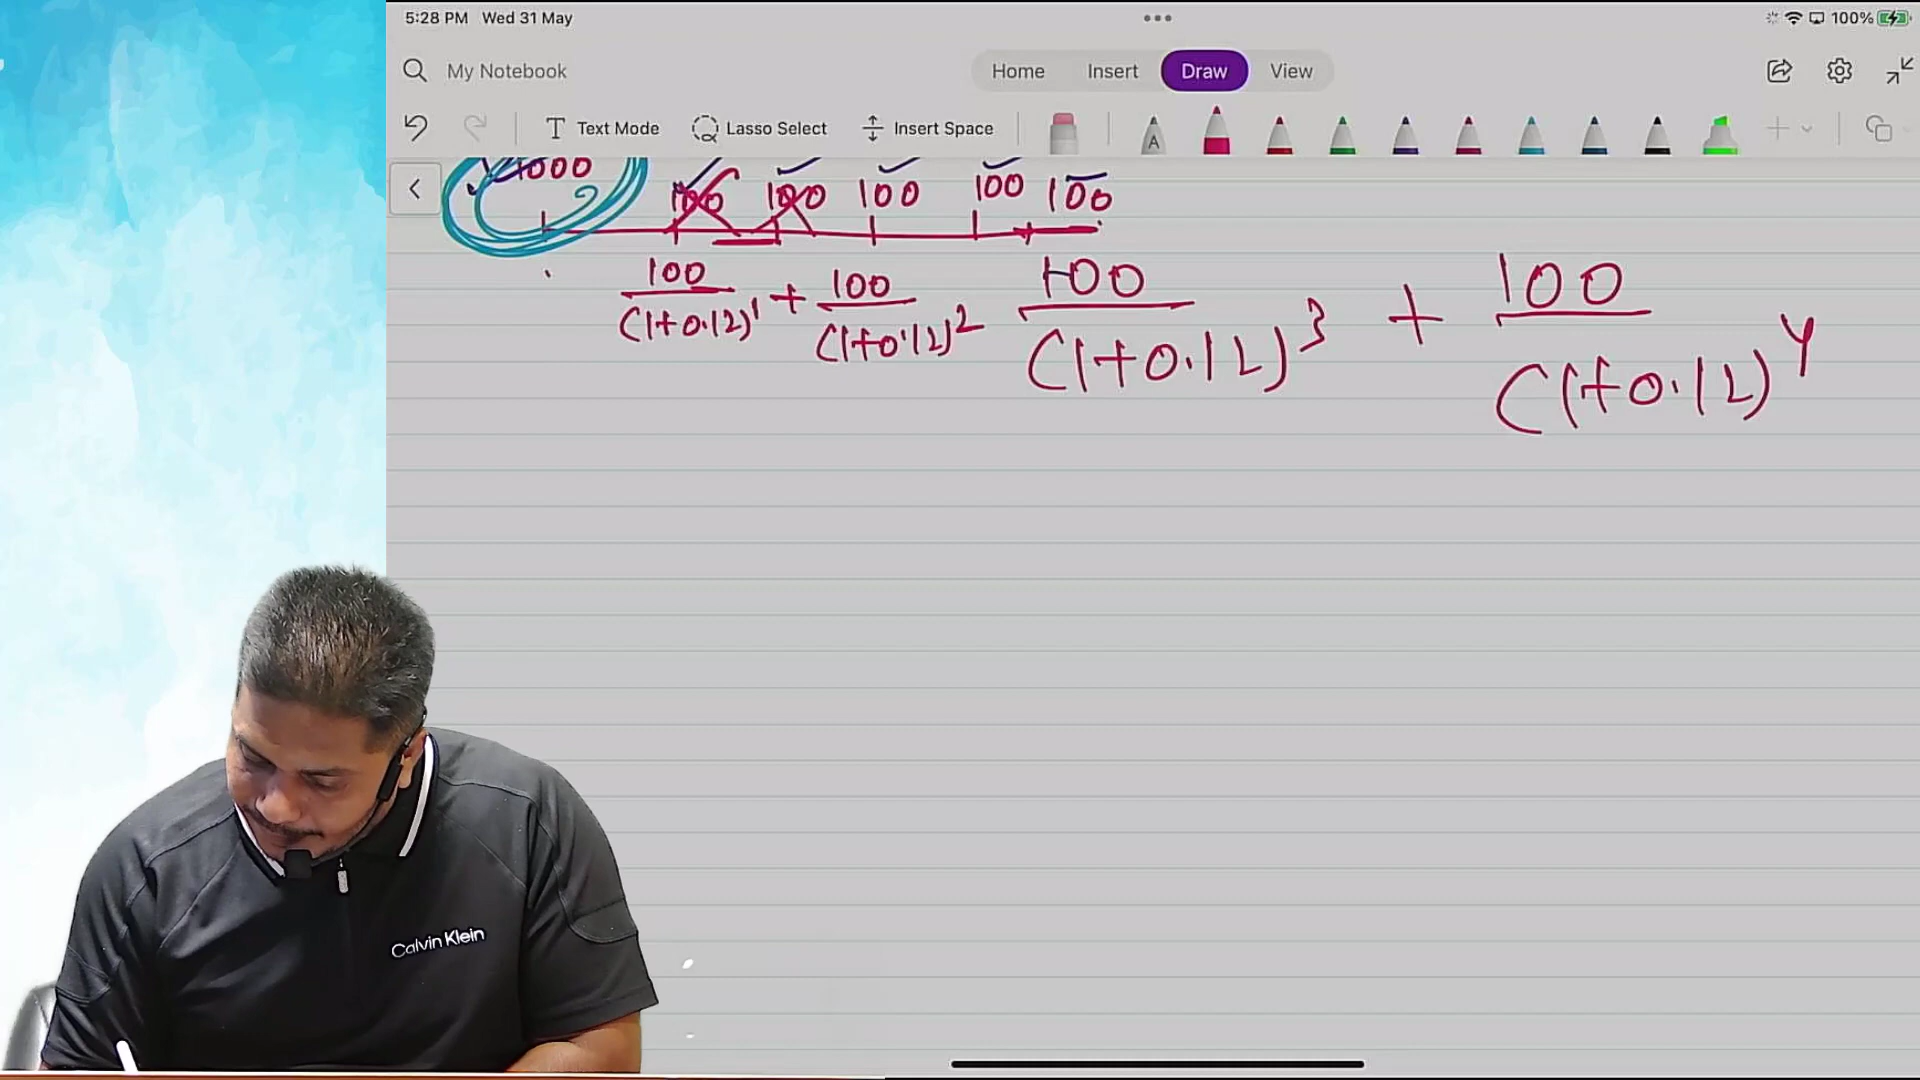 5:28 PM Wed 31 May
100%
My Notebook
Home Insert Draw View
Text Mode Lasso Select Insert Space
A
1000 100 100 100 100 100
100/(1+0.12)^1 + 100/(1+0.12)^2 100/(1+0.12)^3 + 100/(1+0.12)^4
Calvin Klein